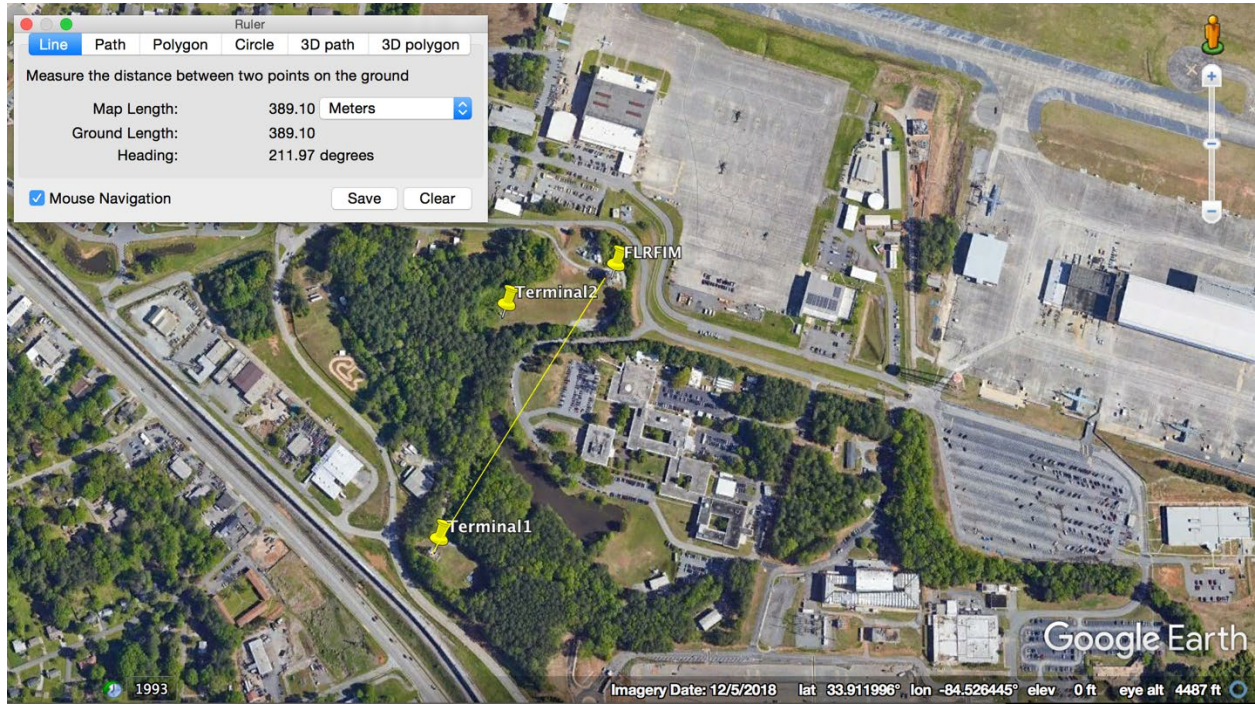 Ruler
Line Path Polygon Circle 3D path 3D polygon
Measure the distance between two points on the ground
Map Length: 389.10 Meters
Ground Length: 389.10
Heading: 211.97 degrees
Mouse Navigation Save Clear
FLRFIM
Terminal2
Terminal1
Google Earth
1993
Imagery Date: 12/5/2018 lat 33.911996° lon -84.526445° elev 0 ft eye alt 4487 ft